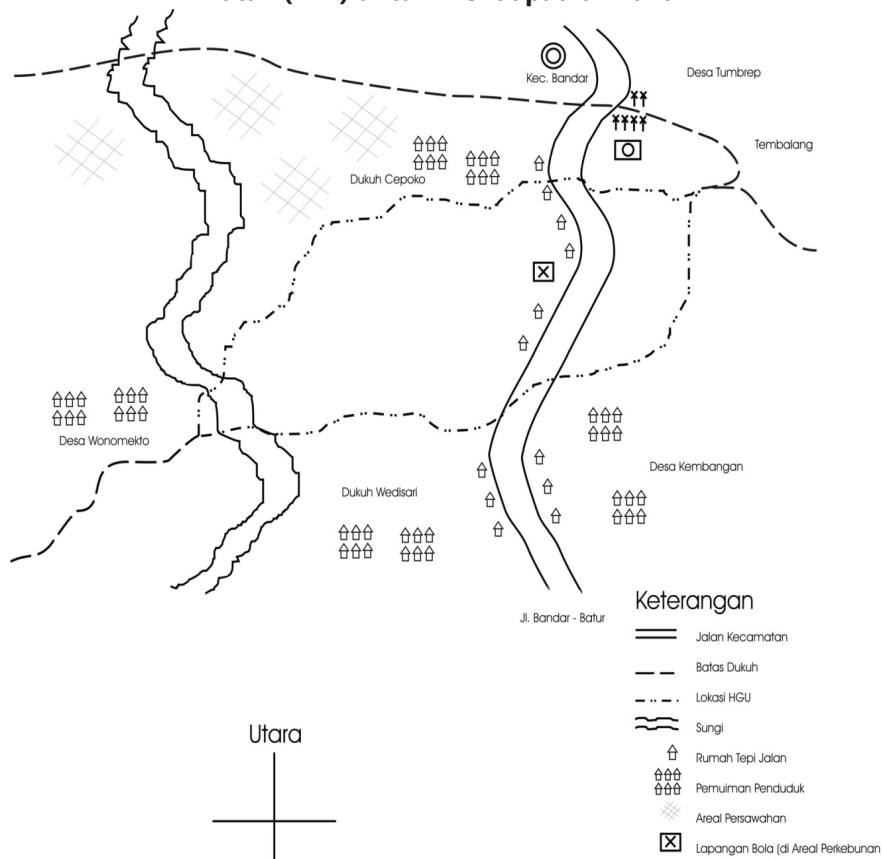 Kec. Bandar
Desa Tumbrep
Tembalang
Dukuh Cepoko
Desa Wonomekto
Desa Kembangan
Dukuh Wedisari
Jl. Bandar - Batur
Keterangan
Jalan Kecamatan
Batas Dukuh
Lokasi HGU
Sungi
Rumah Tepi Jalan
Pemuiman Penduduk
Areal Persawahan
Lapangan Bola (di Areal Perkebunan
Utara